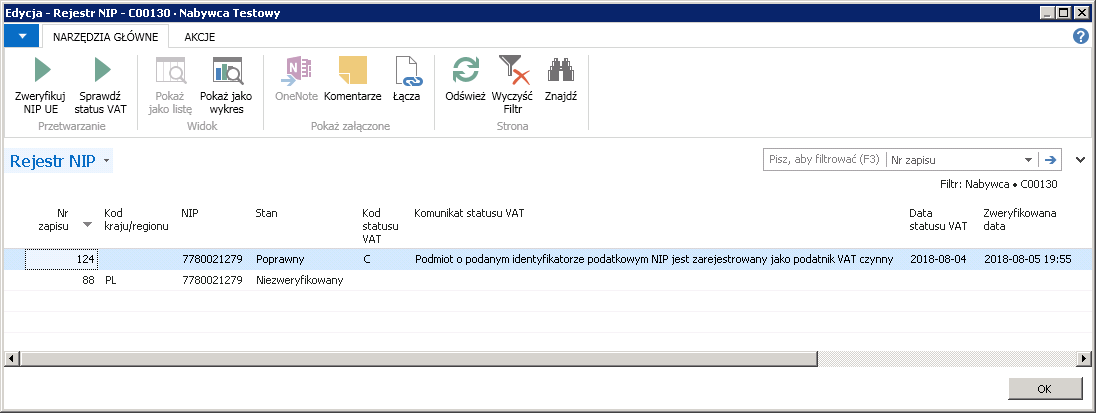 Edycja - Rejestr NIP - C00130 · Nabywca Testowy
NARZĘDZIA GŁÓWNE AKCJE
Zweryfikuj NIP UE
Sprawdź status VAT
Pokaż jako listę
Pokaż jako wykres
OneNote
Komentarze
Łącza
Odśwież
Wyczyść Filtr
Znajdź
Przetwarzanie
Widok
Pokaż załączone
Strona
Rejestr NIP
Pisz, aby filtrować (F3) Nr zapisu
Filtr: Nabywca • C00130
Nr zapisu
Kod kraju/regionu
NIP
Stan
Kod statusu VAT
Komunikat statusu VAT
Data statusu VAT
Zweryfikowana data
124 7780021279 Poprawny C Podmiot o podanym identyfikatorze podatkowym NIP jest zarejestrowany jako podatnik VAT czynny 2018-08-04 2018-08-05 19:55
88 PL 7780021279 Niezweryfikowany
OK